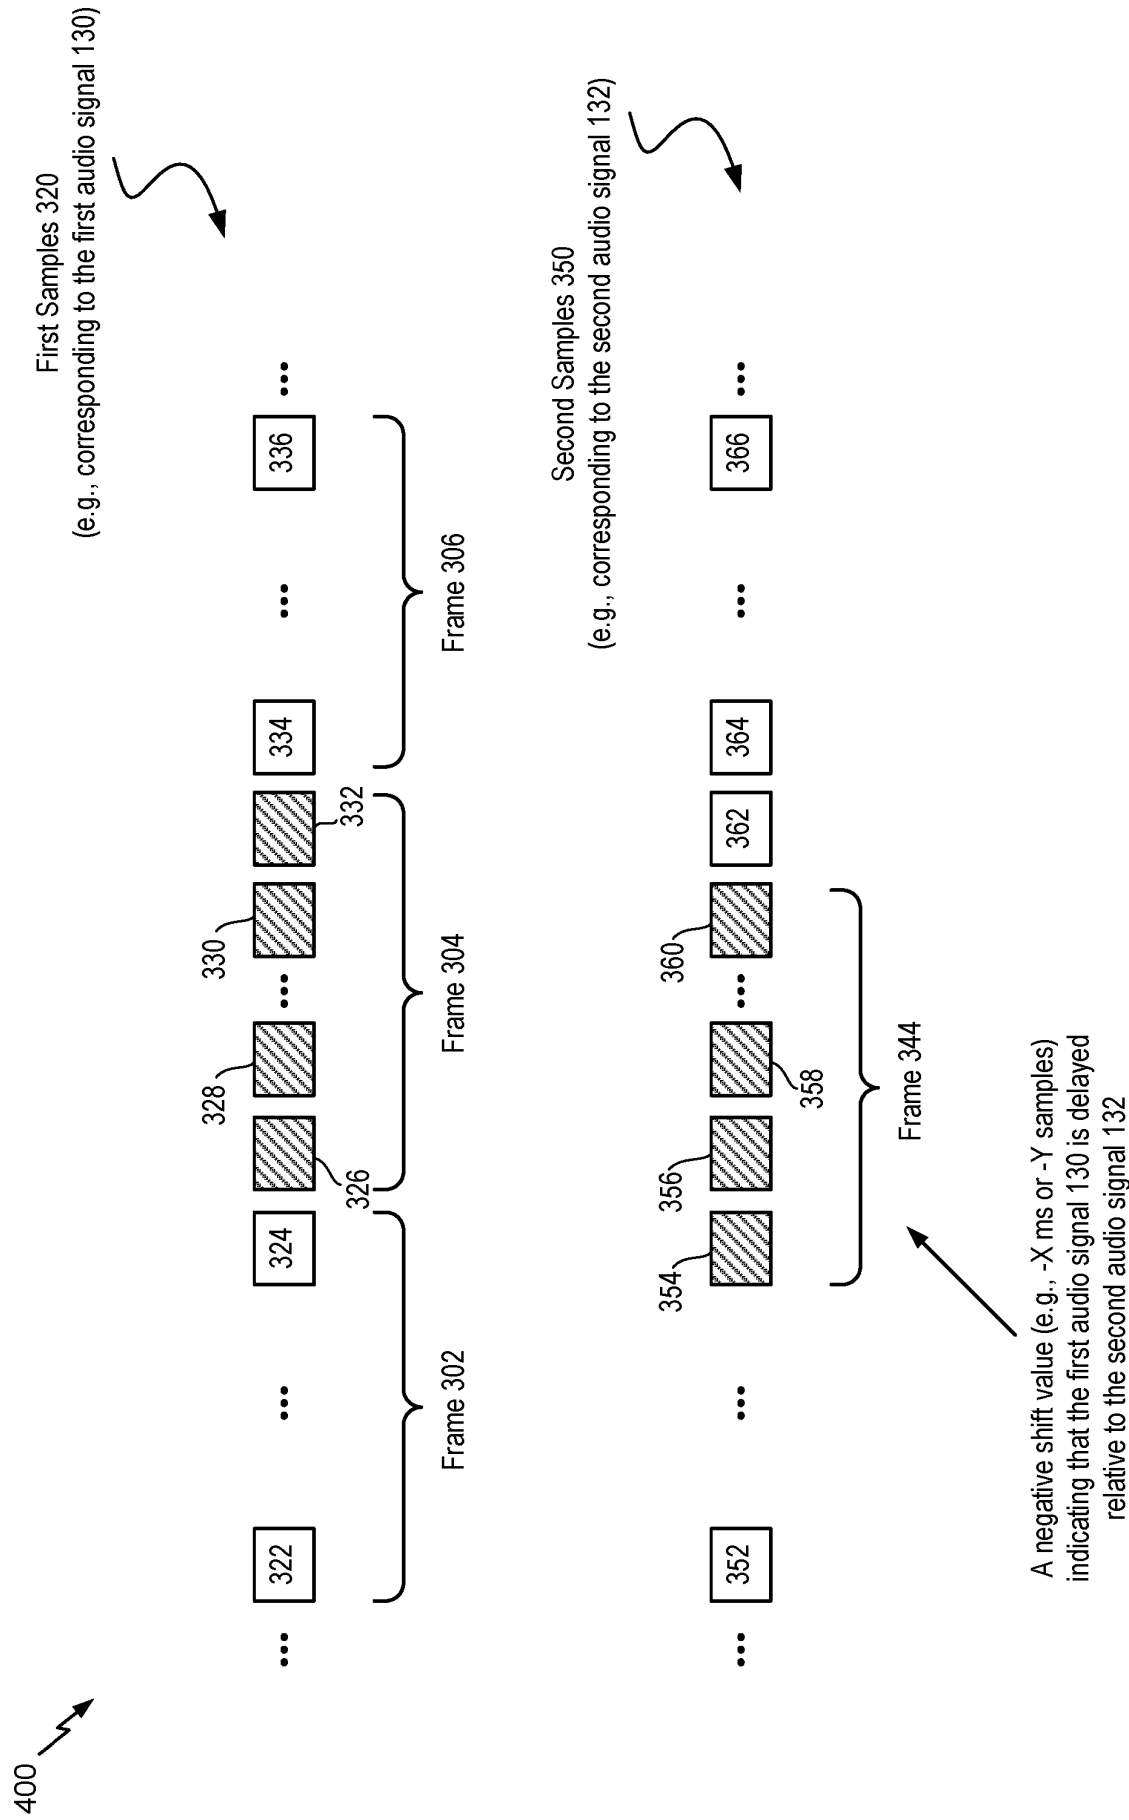 400
First Samples 320
(e.g., corresponding to the first audio signal 130)
... 322 ... 324 326 328 ... 330 332 334 ... 336 ...
Frame 302
Frame 304
Frame 306
Second Samples 350
(e.g., corresponding to the second audio signal 132)
... 352 ... 354 356 358 ... 360 362 364 ... 366 ...
Frame 344
A negative shift value (e.g., -X ms or -Y samples)
indicating that the first audio signal 130 is delayed
relative to the second audio signal 132